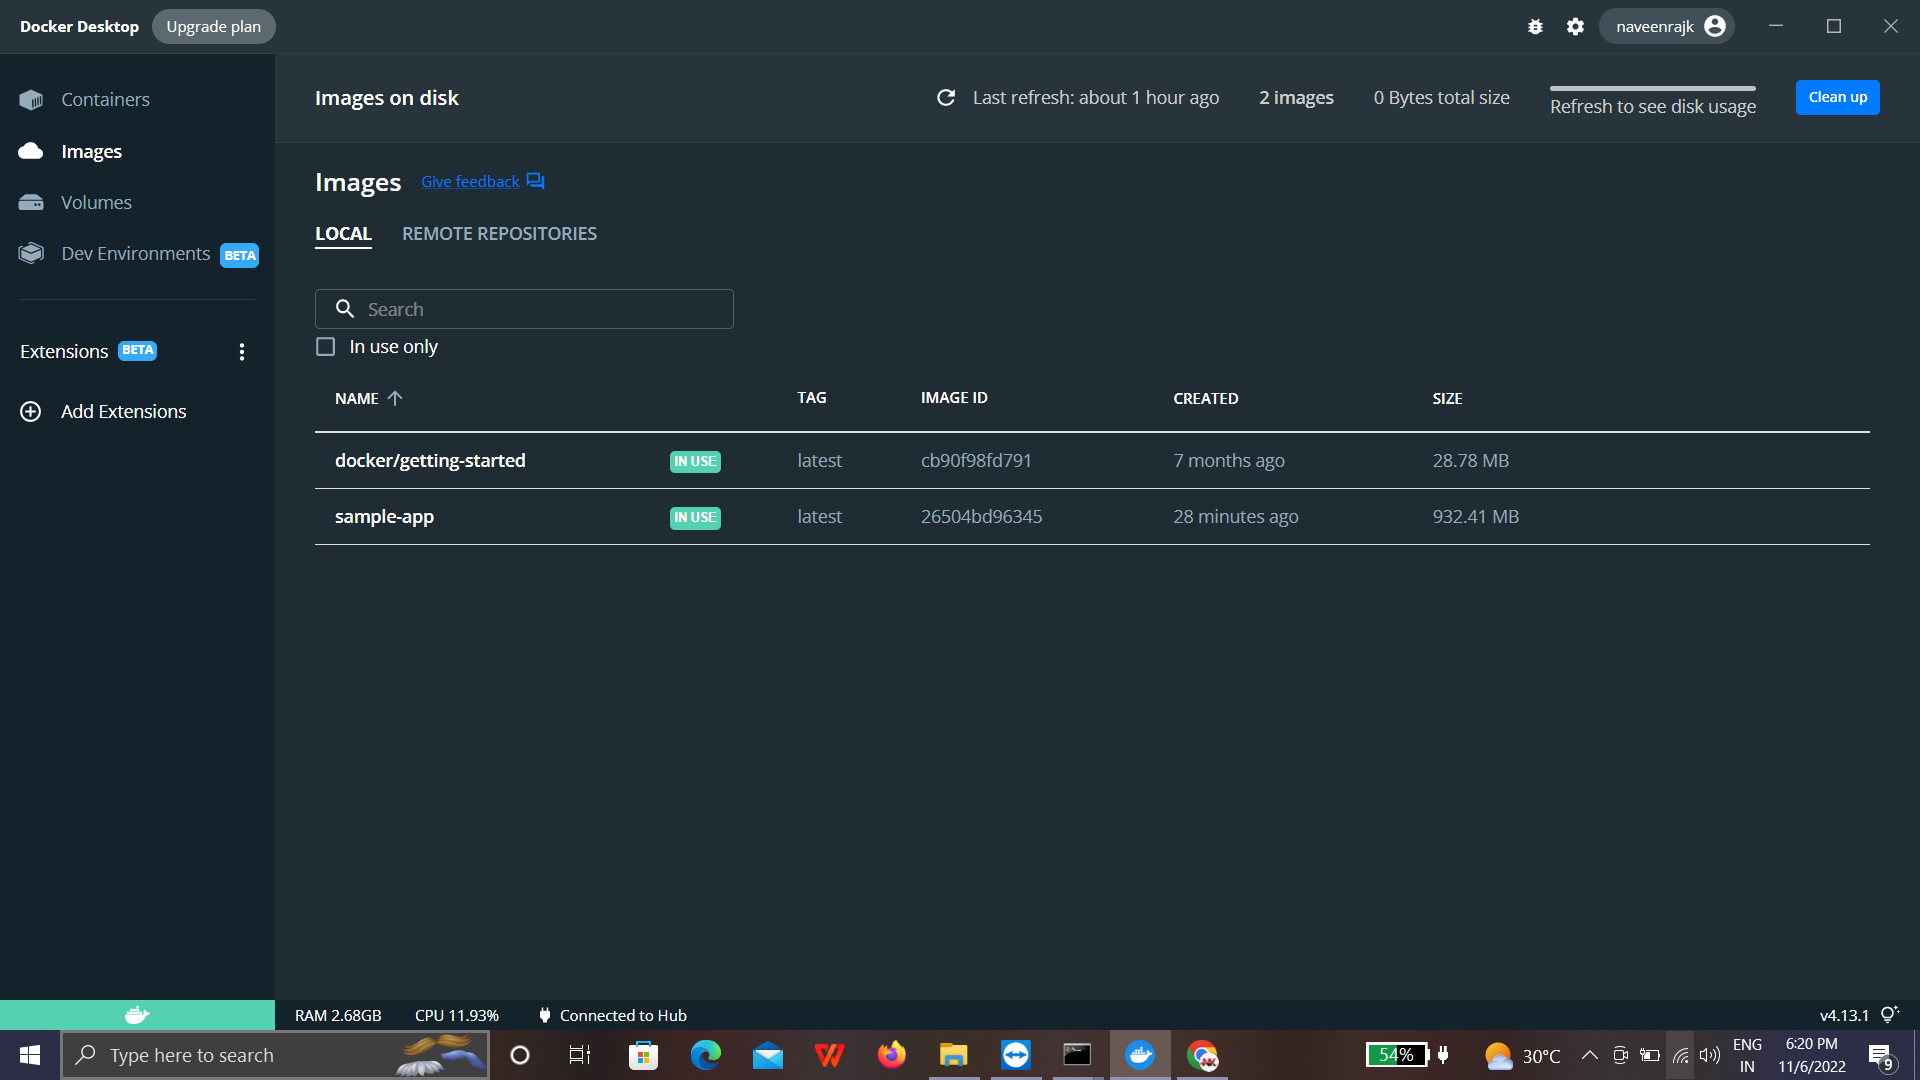 Docker Desktop Upgrade plan naveenrajk
Containers
Images
Volumes
Dev Environments BETA
Extensions BETA
Add Extensions
Images on disk Last refresh: about 1 hour ago 2 images 0 Bytes total size Refresh to see disk usage Clean up
Images Give feedback
LOCAL REMOTE REPOSITORIES
Search
In use only
NAME TAG IMAGE ID CREATED SIZE
docker/getting-started IN USE latest cb90f98fd791 7 months ago 28.78 MB
sample-app IN USE latest 26504bd96345 28 minutes ago 932.41 MB
RAM 2.68GB CPU 11.93% Connected to Hub v4.13.1
Type here to search 54% 30°C ENG 6:20 PM
IN 11/6/2022 9